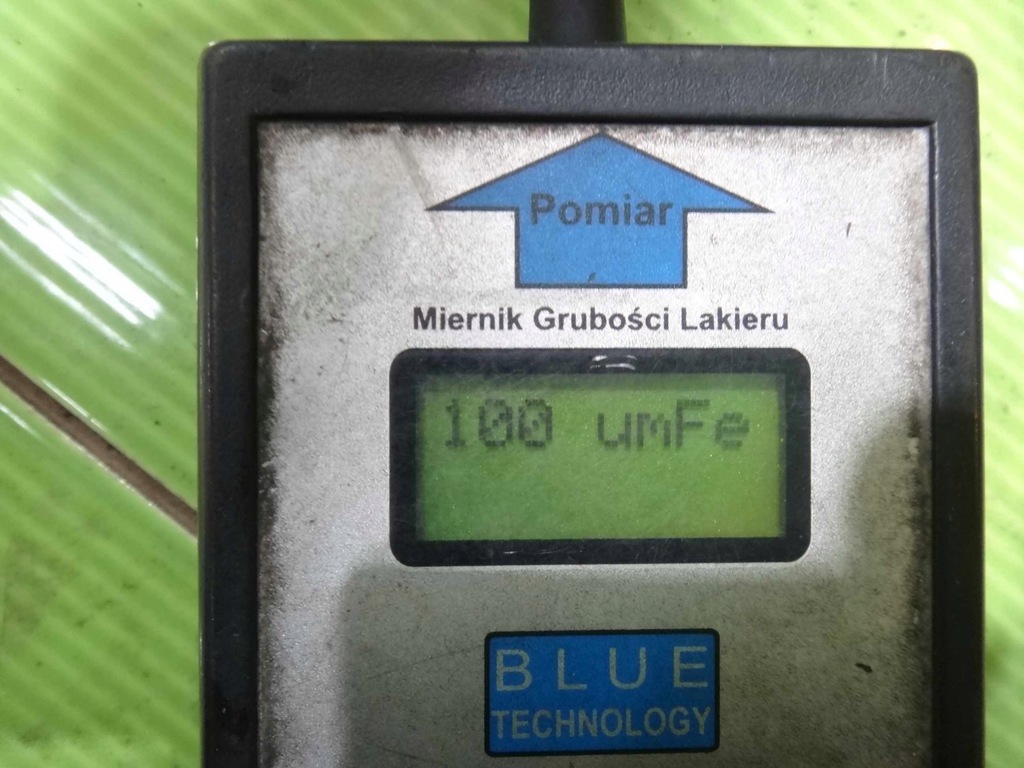 Pomiar
Miernik Grubości Lakieru
100 umFe
BLUE
TECHNOLOGY